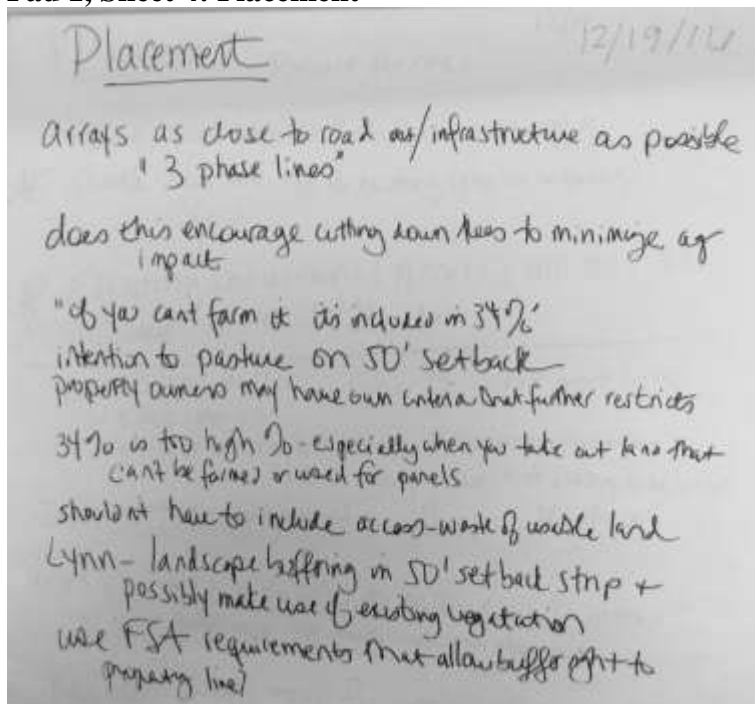 Pad 2, Sheet 4: Placement
Placement
12/19/16
arrays as close to road /infrastructure as possible
"3 phase lines"
does this encourage cutting down trees to minimize ag
impact
"if you cant farm it its included in 34%"
intention to pasture on 50' setback
property owners may have own criteria that further restricts
34% is too high % - especially when you take out land that
can't be farmed or used for panels
shouldnt have to include access - waste of usable land
Lynn - landscape buffering in 50' setback strip +
possibly make use of existing vegetation
use FSA requirements that allow buffer right to
property line?